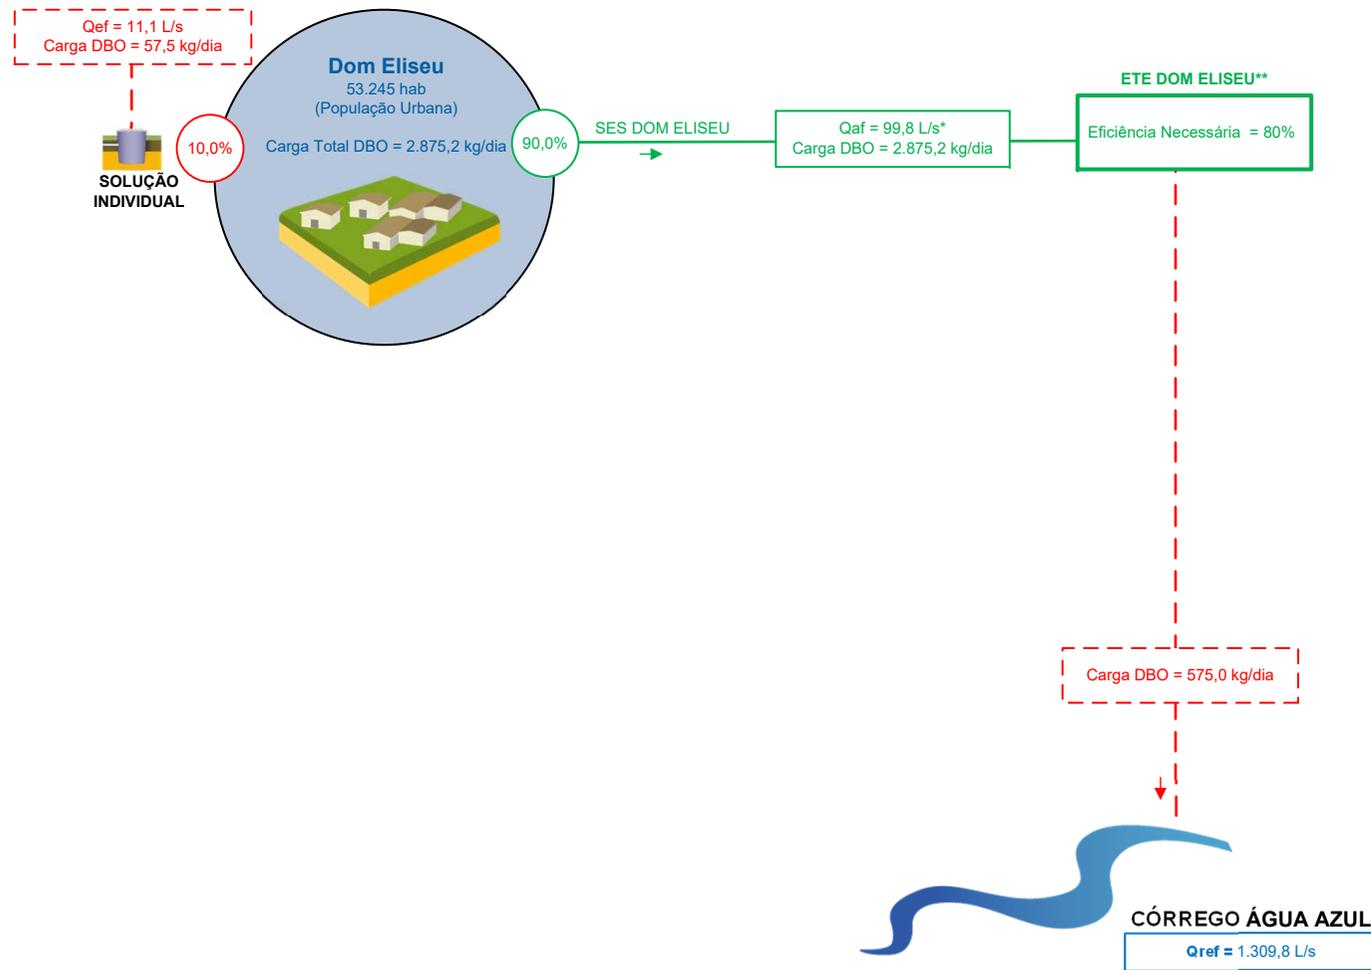 Qef = 11,1 L/s
Carga DBO = 57,5 kg/dia
SOLUÇÃO
INDIVIDUAL
10,0%
Dom Eliseu
53.245 hab
(População Urbana)
Carga Total DBO = 2.875,2 kg/dia
90,0%
SES DOM ELISEU
Qaf = 99,8 L/s*
Carga DBO = 2.875,2 kg/dia
ETE DOM ELISEU**
Eficiência Necessária = 80%
Carga DBO = 575,0 kg/dia
CÓRREGO ÁGUA AZUL
Qref = 1.309,8 L/s